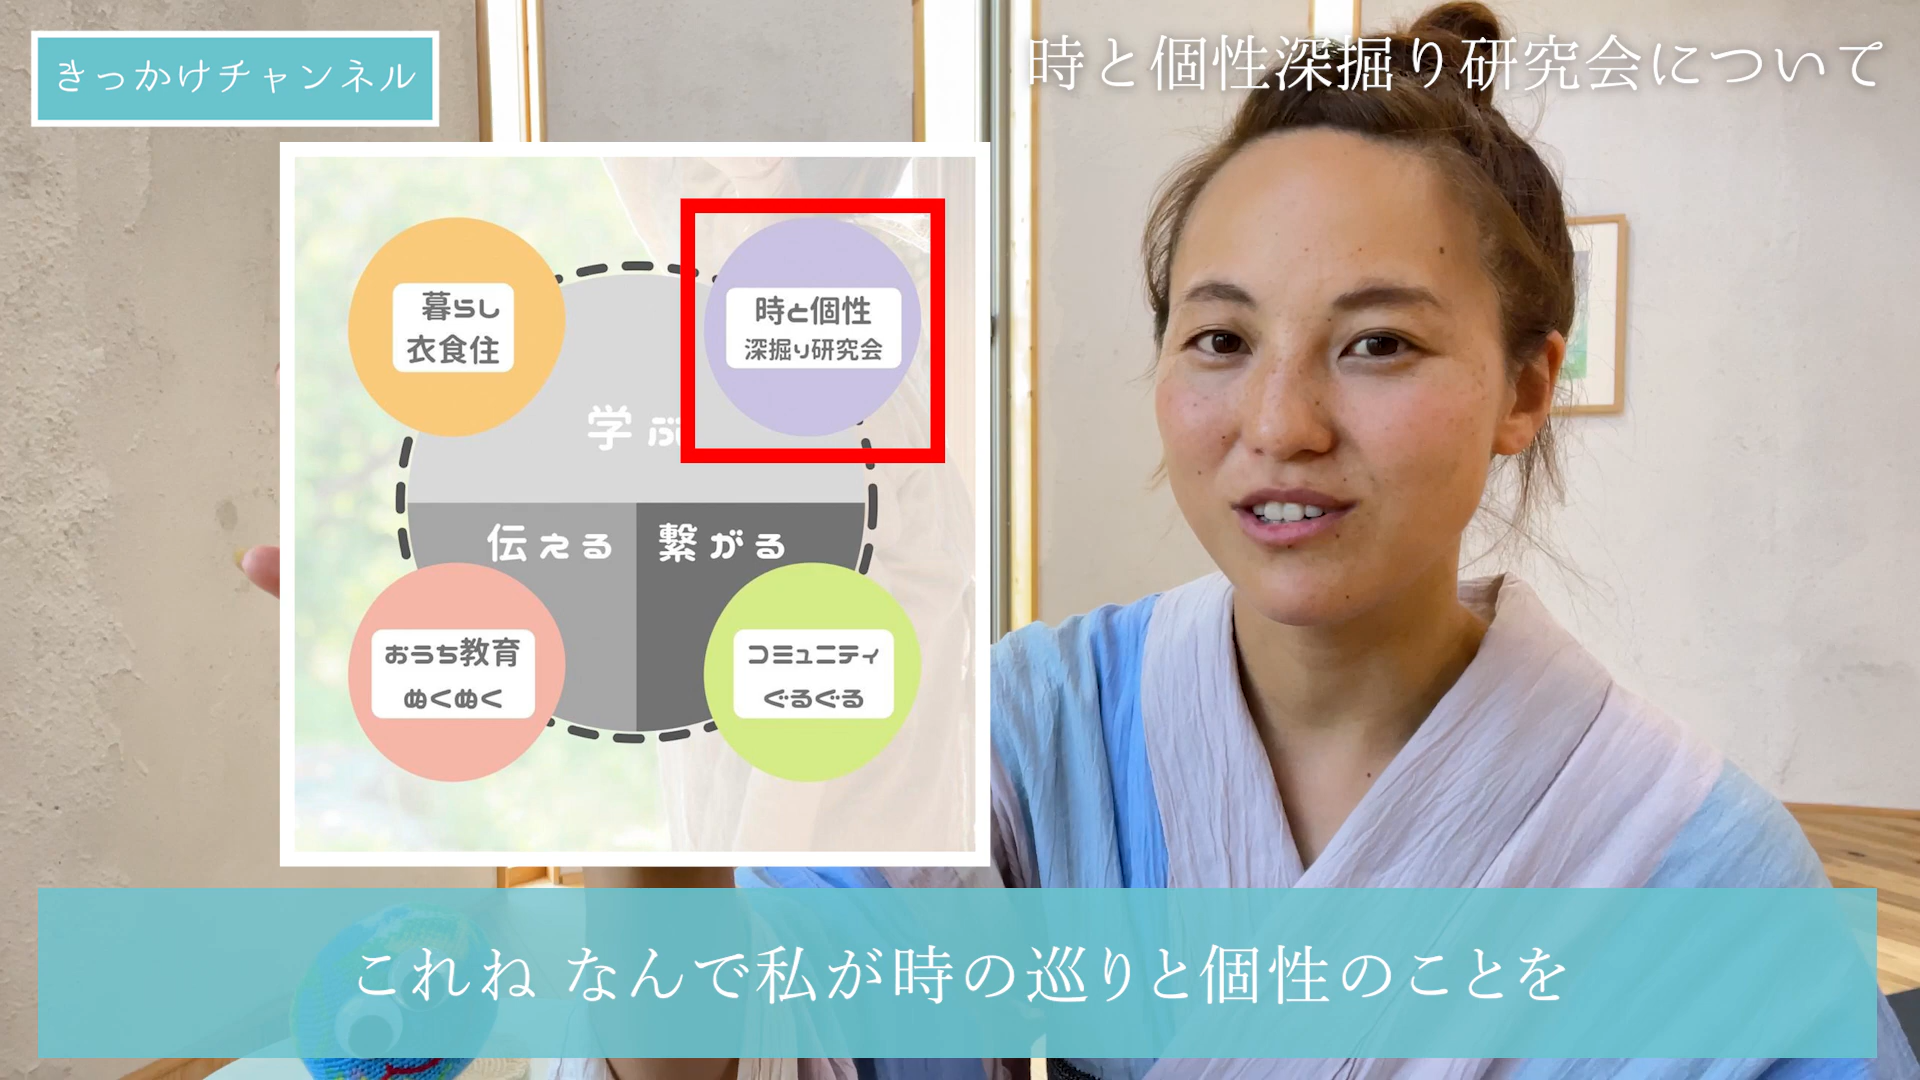 きっかけチャンネル
時と個性深掘り研究会について
暮らし
衣食住
時と個性
深掘り研究会
学ぶ
伝える
繋がる
おうち教育
ぬくぬく
コミュニティ
ぐるぐる
これね なんで私が時の巡りと個性のことを